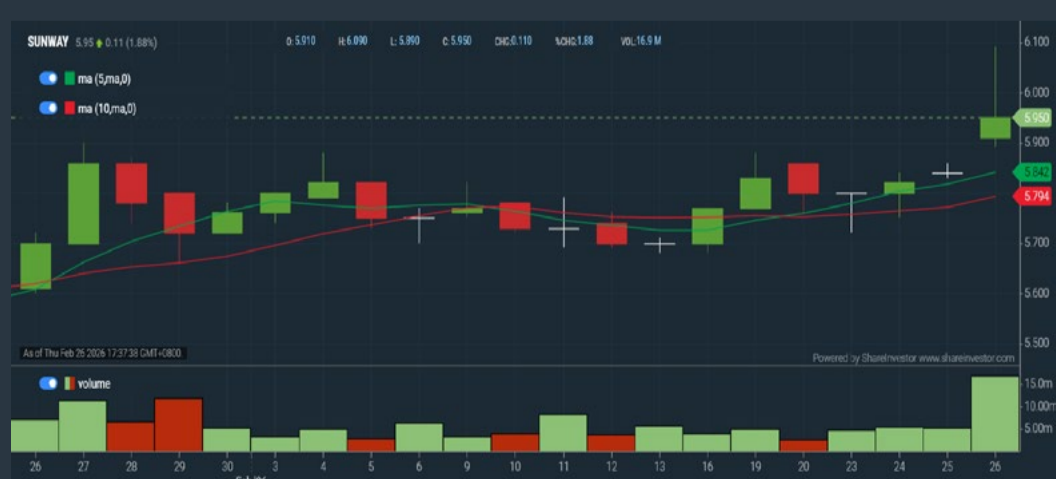 SUNWAY 5.95 0.11 (1.88%) O: 5.910 H:6.090 L: 5.890 C: 5.950 CHG:0.110 %CHG:1.88 VOL:16.9 M
ma (5,ma,0)
ma (10,ma,0)
6.100
6.000
5.950
5.900
5.842
5.794
5.700
5.600
5.500
As of Thu Feb 26 2026 17:37:38 GMT+0800
Powered by ShareInvestor www.shareinvestor.com
volume
15.0m
10.00m
5.00m
26 27 28 29 30 3 4 5 6 9 10 11 12 13 16 19 20 23 24 25 26